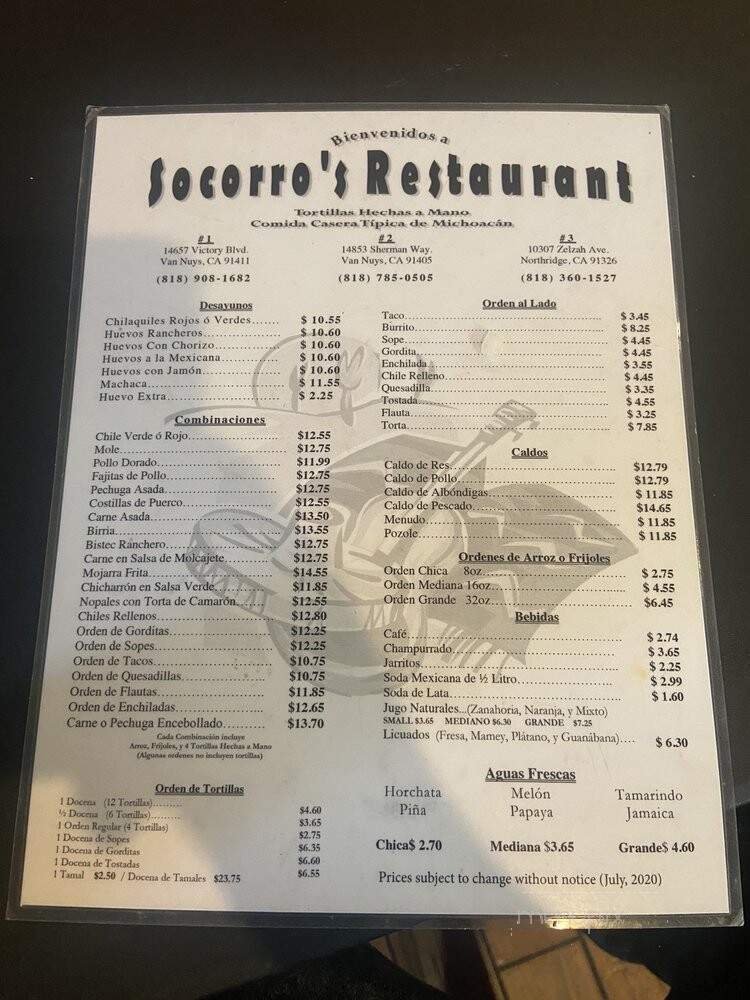 Bienvenidos a
Socorro's Restaurant
Tortillas Hechas a Mano
Comida Casera Típica de Michoacán
#1
14657 Victory Blvd.
Van Nuys, CA 91411
(818) 908-1682
#2
14853 Sherman Way.
Van Nuys, CA 91405
(818) 785-0505
#3
10307 Zelzah Ave.
Northridge, CA 91326
(818) 360-1527
Desayunos
Chilaquiles Rojos ó Verdes....... $ 10.55
Huevos Rancheros................... $ 10.60
Huevos Con Chorizo................ $ 10.60
Huevos a la Mexicana............... $ 10.60
Huevos con Jamón................... $ 10.60
Machaca................................ $ 11.55
Huevo Extra........................... $ 2.25
Combinaciones
Chile Verde ó Rojo......................... $12.55
Mole............................................. $12.75
Pollo Dorado................................. $11.99
Fajitas de Pollo............................... $12.75
Pechuga Asada............................... $12.75
Costillas de Puerco.......................... $12.55
Carne Asada................................... $13.50
Birria............................................. $13.55
Bistec Ránchero.............................. $12.75
Carne en Salsa de Molcajete............. $12.75
Mojarra Frita.................................. $14.55
Chicharrón en Salsa Verde................ $11.85
Nopales con Torta de Camarón......... $12.55
Chiles Rellenos............................... $12.80
Orden de Gorditas........................... $12.25
Orden de Sopes............................... $12.25
Orden de Tacos............................... $10.75
Orden de Quesadillas....................... $10.75
Orden de Flautas............................. $11.85
Orden de Enchiladas........................ $12.65
Carne o Pechuga Encebollado.......... $13.70
Cada Combinación incluye
Arroz, Frijoles, y 4 Tortillas Hechas a Mano
(Algunas ordenes no incluyen tortillas)
Orden de Tortillas
1 Docena (12 Tortillas)......... $4.60
½ Docena (6 Tortillas)......... $3.65
1 Orden Regular (4 Tortillas) $2.75
1 Docena de Sopes $6.35
1 Docena de Gorditas $6.60
1 Docena de Tostadas $6.55
1 Tamal $2.50 / Docena de Tamales $23.75
Orden al Lado
Taco......................................................... $ 3.45
Burrito...................................................... $ 8.25
Sope......................................................... $ 4.45
Gordita..................................................... $ 4.45
Enchilada.................................................. $ 3.55
Chile Relleno............................................. $ 4.45
Quesadilla................................................. $ 3.35
Tostada..................................................... $ 4.55
Flauta....................................................... $ 3.25
Torta........................................................ $ 7.85
Caldos
Caldo de Res............................................. $12.79
Caldo de Pollo........................................... $12.79
Caldo de Albóndigas.................................. $ 11.85
Caldo de Pescado....................................... $14.65
Menudo.................................................... $ 11.85
Pozole...................................................... $ 11.85
Ordenes de Arroz o Frijoles
Orden Chica 8oz..................................... $ 2.75
Orden Mediana 16oz................................ $ 4.55
Orden Grande 32oz................................. $6.45
Bebidas
Café......................................................... $ 2.74
Champurrado............................................ $ 3.65
Jarritos..................................................... $ 2.25
Soda Mexicana de ½ Litro.......................... $ 2.99
Soda de Lata............................................. $ 1.60
Jugo Naturales...(Zanahoria, Naranja, y Mixto)
SMALL $3.65 MEDIANO $6.30 GRANDE $7.25
Licuados (Fresa, Mamey, Plátano, y Guanábana).... $ 6.30
Aguas Frescas
Horchata Melón Tamarindo
Piña Papaya Jamaica
Chica$ 2.70 Mediana $3.65 Grande$ 4.60
Prices subject to change without notice (July, 2020)